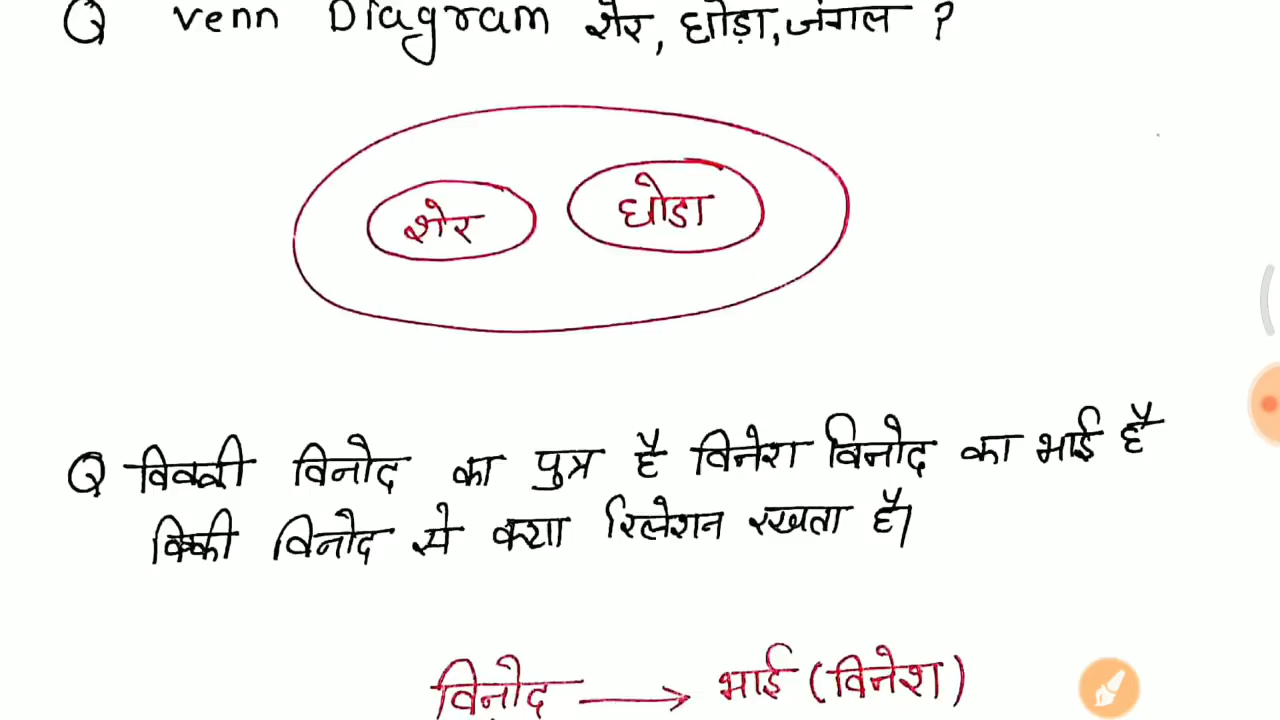 Q venn Diagram शेर, घोड़ा, जंगल ?
शेर घोडा
Q विक्की विनोद का पुत्र है विनेश विनोद का भाई है
विक्की विनोद से क्या रिलेशन रखता है।
विनोद → भाई (विनेश)